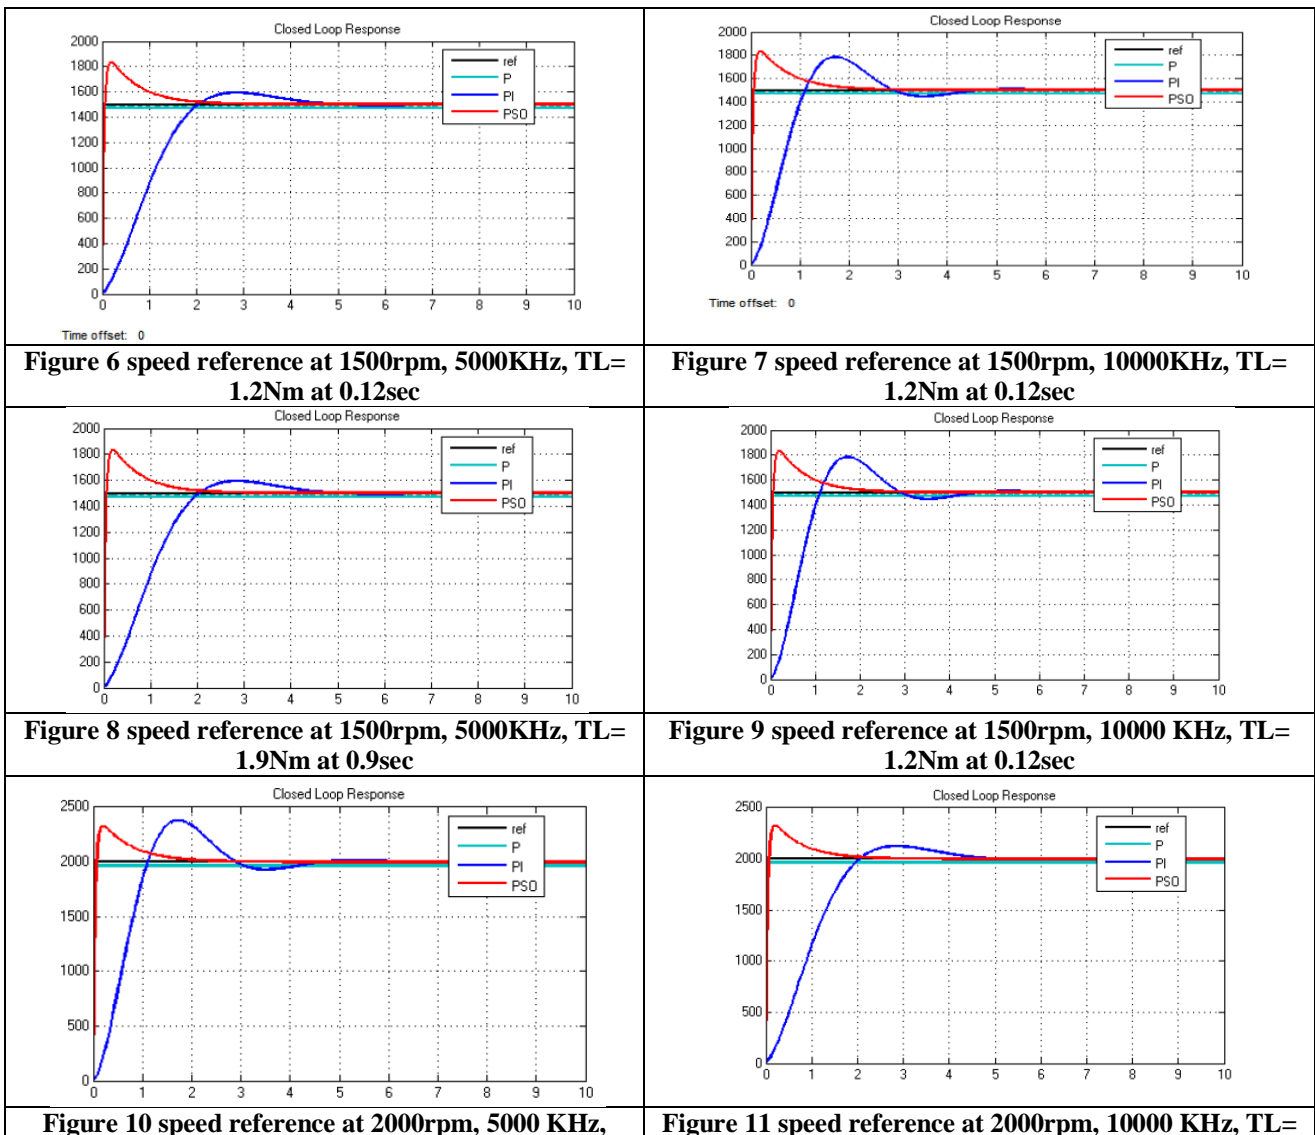 Closed Loop Response
2000
1800
1600
1400
1200
1000
800
600
400
200
0
0 1 2 3 4 5 6 7 8 9 10
ref
P
PI
PSO
Time offset: 0
Figure 6 speed reference at 1500rpm, 5000KHz, TL=
1.2Nm at 0.12sec
Closed Loop Response
2000
1800
1600
1400
1200
1000
800
600
400
200
0
0 1 2 3 4 5 6 7 8 9 10
ref
P
PI
PSO
Time offset: 0
Figure 7 speed reference at 1500rpm, 10000KHz, TL=
1.2Nm at 0.12sec
Closed Loop Response
2000
1800
1600
1400
1200
1000
800
600
400
200
0
0 1 2 3 4 5 6 7 8 9 10
ref
P
PI
PSO
Figure 8 speed reference at 1500rpm, 5000KHz, TL=
1.9Nm at 0.9sec
Closed Loop Response
2000
1800
1600
1400
1200
1000
800
600
400
200
0
0 1 2 3 4 5 6 7 8 9 10
ref
P
PI
PSO
Figure 9 speed reference at 1500rpm, 10000 KHz, TL=
1.2Nm at 0.12sec
Closed Loop Response
2500
2000
1500
1000
500
0
0 1 2 3 4 5 6 7 8 9 10
ref
P
PI
PSO
Figure 10 speed reference at 2000rpm, 5000 KHz,
Closed Loop Response
2500
2000
1500
1000
500
0
0 1 2 3 4 5 6 7 8 9 10
ref
P
PI
PSO
Figure 11 speed reference at 2000rpm, 10000 KHz, TL=